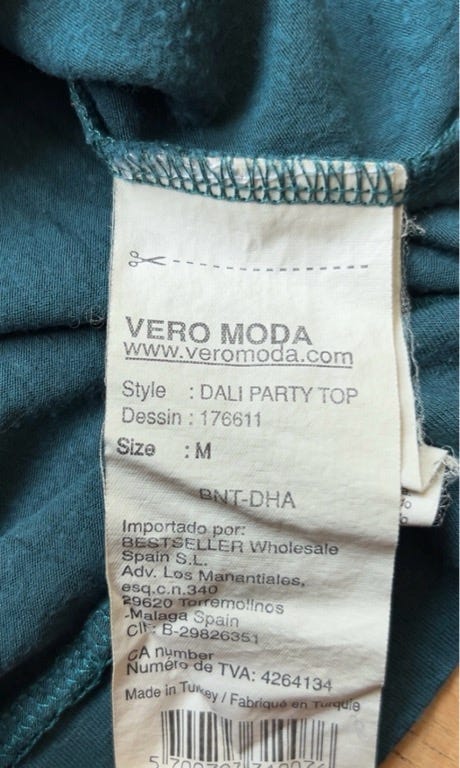 VERO MODA
www.veromoda.com
Style : DALI PARTY TOP
Dessin : 176611
Size : M
BNT-DHA
Importado por:
BESTSELLER Wholesale
Spain S.L.
Adv. Los Manantiales,
esq.c.n.340
29620 Torremolinos
-Malaga Spain
CIF: B-29826351
CA number
Numéro de TVA: 4264134
Made in Turkey / Fabriqué en Turquie